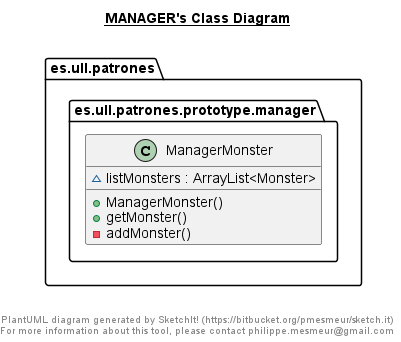 MANAGER's Class Diagram
es.ull.patrones
es.ull.patrones.prototype.manager
C ManagerMonster
listMonsters : ArrayList<Monster>
ManagerMonster()
getMonster()
addMonster()
PlantUML diagram generated by SketchIt! (https://bitbucket.org/pmesmeur/sketch.it)
For more information about this tool, please contact philippe.mesmeur@gmail.com